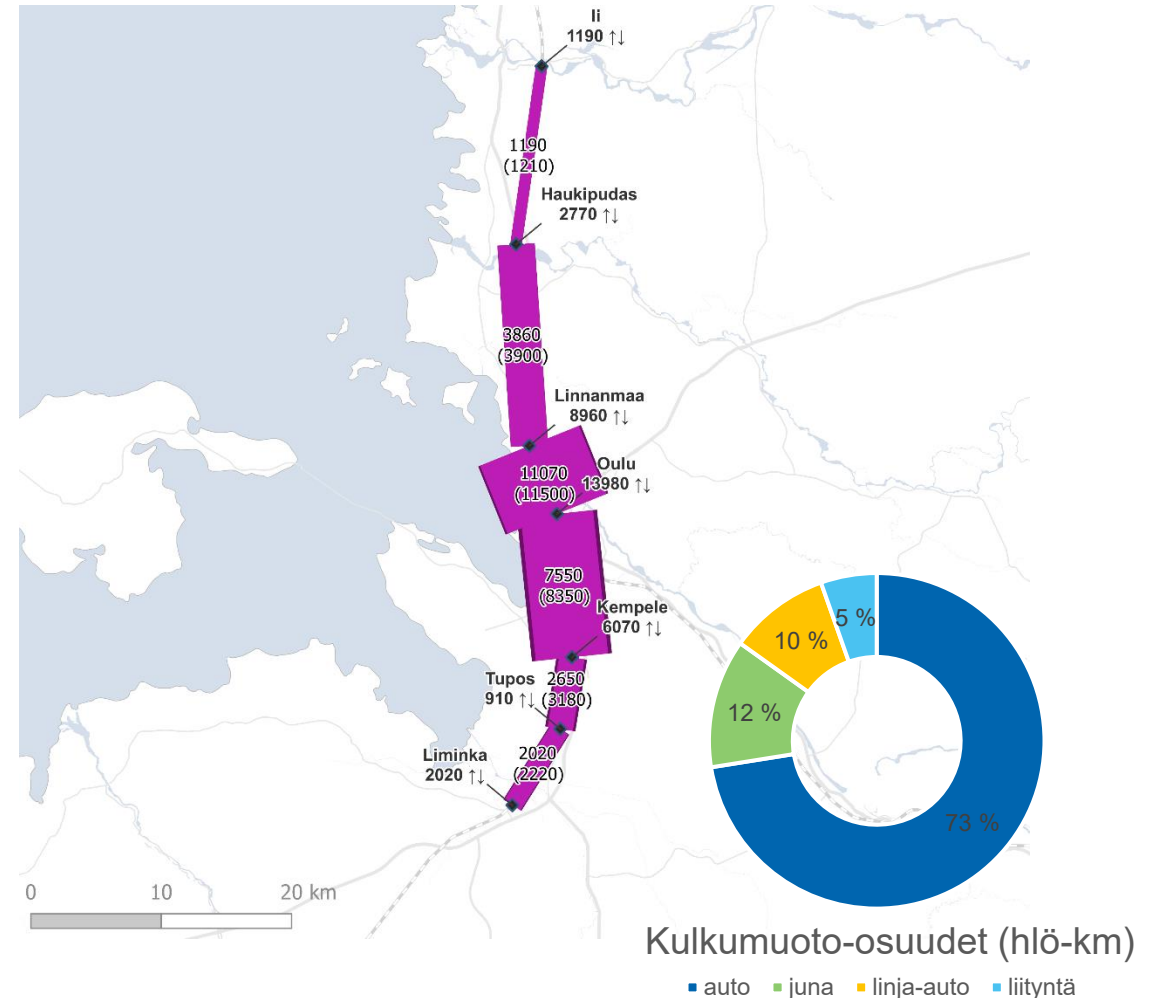 Ii
1190 ↑↓
1190
(1210)
Haukipudas
2770 ↑↓
3860
(3900)
Linnanmaa
8960 ↑↓
Oulu
13980 ↑↓
11070
(11500)
7550
(8350)
Kempele
6070 ↑↓
Tupos
910 ↑↓
2650
(3180)
Liminka
2020 ↑↓
2020
(2220)
0 10 20 km
5 %
10 %
12 %
73 %
Kulkumuoto-osuudet (hlö-km)
auto juna linja-auto liityntä